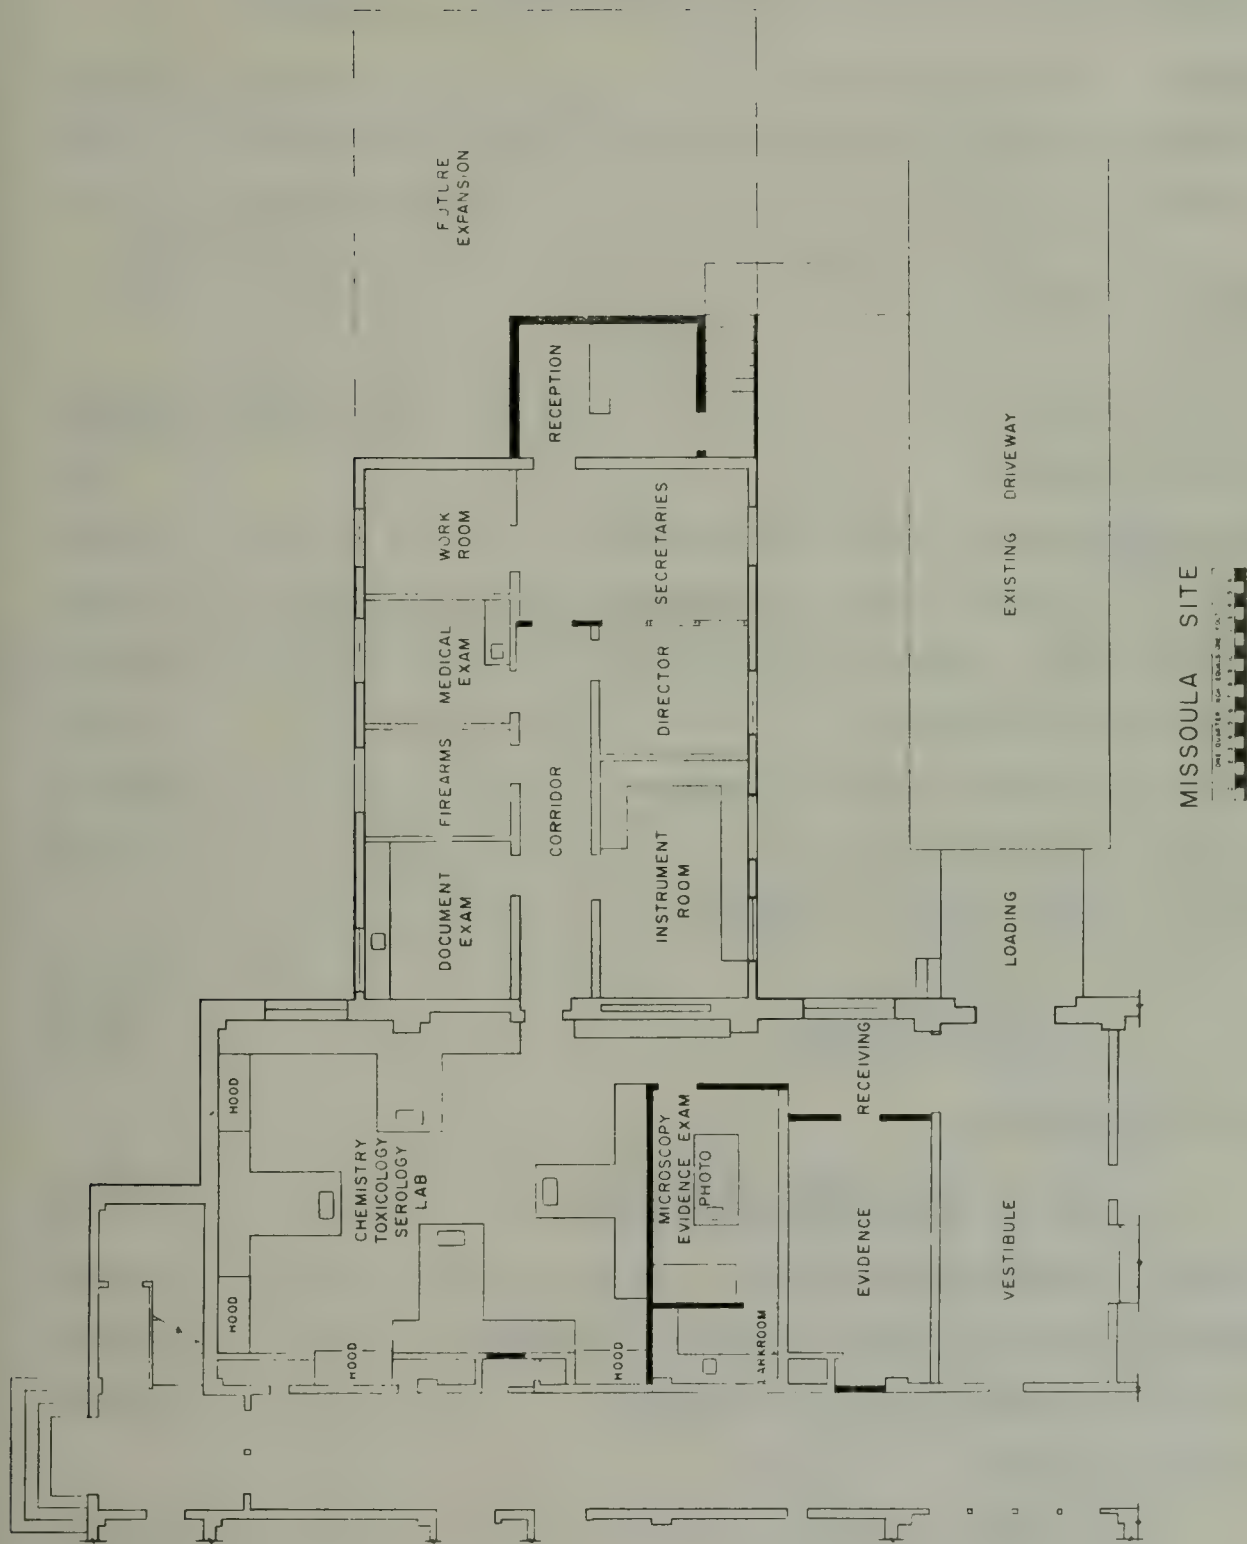 FUTURE
EXPANSION
RECEPTION
WORK
ROOM
SECRETARIES
MEDICAL
EXAM
DIRECTOR
FIREARMS
CORRIDOR
DOCUMENT
EXAM
INSTRUMENT
ROOM
EXISTING DRIVEWAY
LOADING
HOOD
CHEMISTRY
TOXICOLOGY
SEROLOGY
LAB
HOOD
HOOD
HOOD
MICROSCOPY
EVIDENCE EXAM
PHOTO
RECEIVING
EVIDENCE
VESTIBULE
MISSOULA SITE